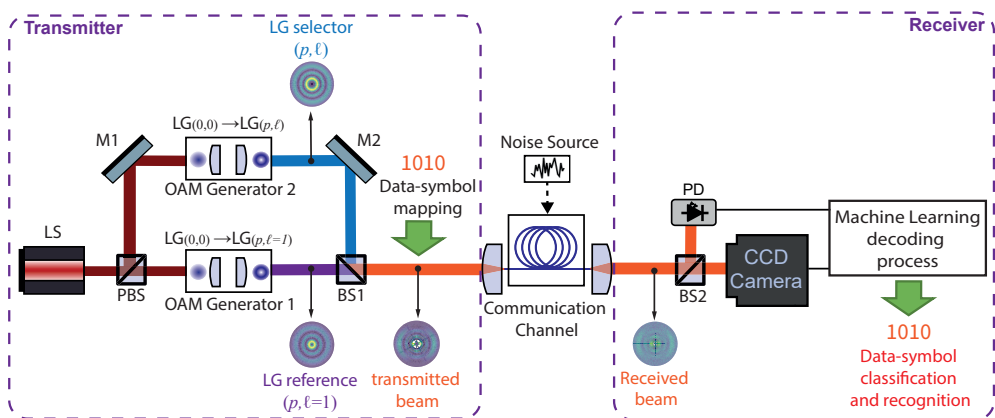 Transmitter
LG selector
(p,ℓ)
M1
LG(0,0)→LG(p,ℓ)
OAM Generator 2
M2
1010
Data-symbol
mapping
LS
PBS
LG(0,0)→LG(p,ℓ=1)
OAM Generator 1
BS1
LG reference
(p,ℓ=1)
transmitted
beam
Noise Source
Communication
Channel
Receiver
PD
BS2
CCD
Camera
Received
beam
Machine Learning
decoding
process
1010
Data-symbol
classification
and recognition